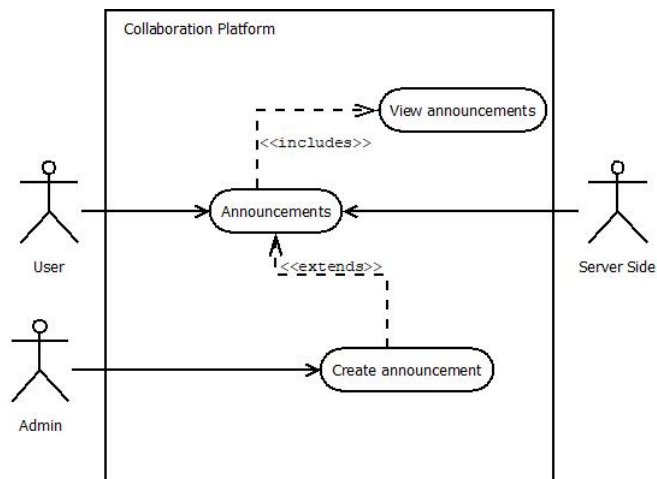 Collaboration Platform
View announcements
<<includes>>
Announcements
User
Server Side
<<extends>>
Create announcement
Admin